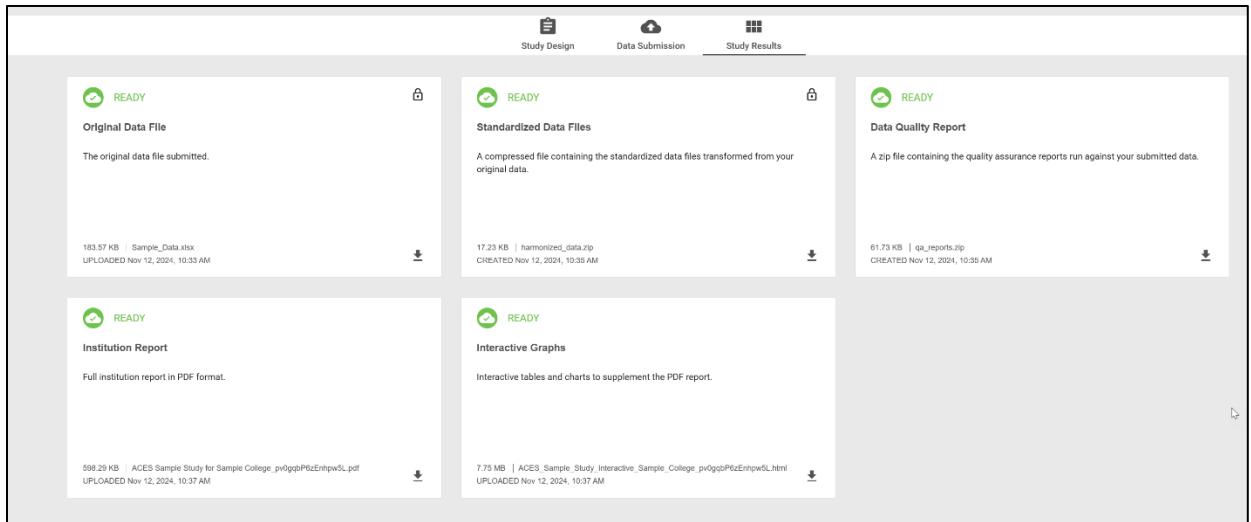 Study Design
Data Submission
Study Results
READY
Original Data File
The original data file submitted.
183.57 KB | Sample_Data.xlsx
UPLOADED Nov 12, 2024, 10:33 AM
READY
Standardized Data Files
A compressed file containing the standardized data files transformed from your
original data.
17.23 KB | harmonized_data.zip
CREATED Nov 12, 2024, 10:35 AM
READY
Data Quality Report
A zip file containing the quality assurance reports run against your submitted data.
61.73 KB | qa_reports.zip
CREATED Nov 12, 2024, 10:35 AM
READY
Institution Report
Full institution report in PDF format.
598.29 KB | ACES Sample Study for Sample College_pv0gqbP6zEnhpw5L.pdf
UPLOADED Nov 12, 2024, 10:37 AM
READY
Interactive Graphs
Interactive tables and charts to supplement the PDF report.
7.75 MB | ACES_Sample_Study_Interactive_Sample_College_pv0gqbP6zEnhpw5L.html
UPLOADED Nov 12, 2024, 10:37 AM